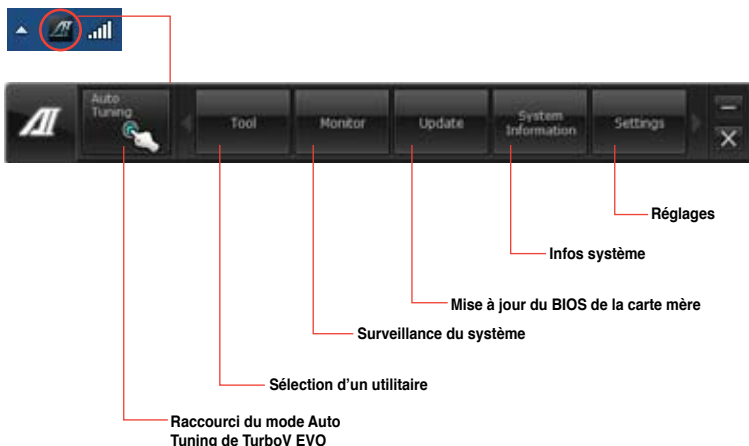 Auto
Tuning
Tool
Monitor
Update
System
Information
Settings
Réglages
Infos système
Mise à jour du BIOS de la carte mère
Surveillance du système
Sélection d'un utilitaire
Raccourci du mode Auto
Tuning de TurboV EVO